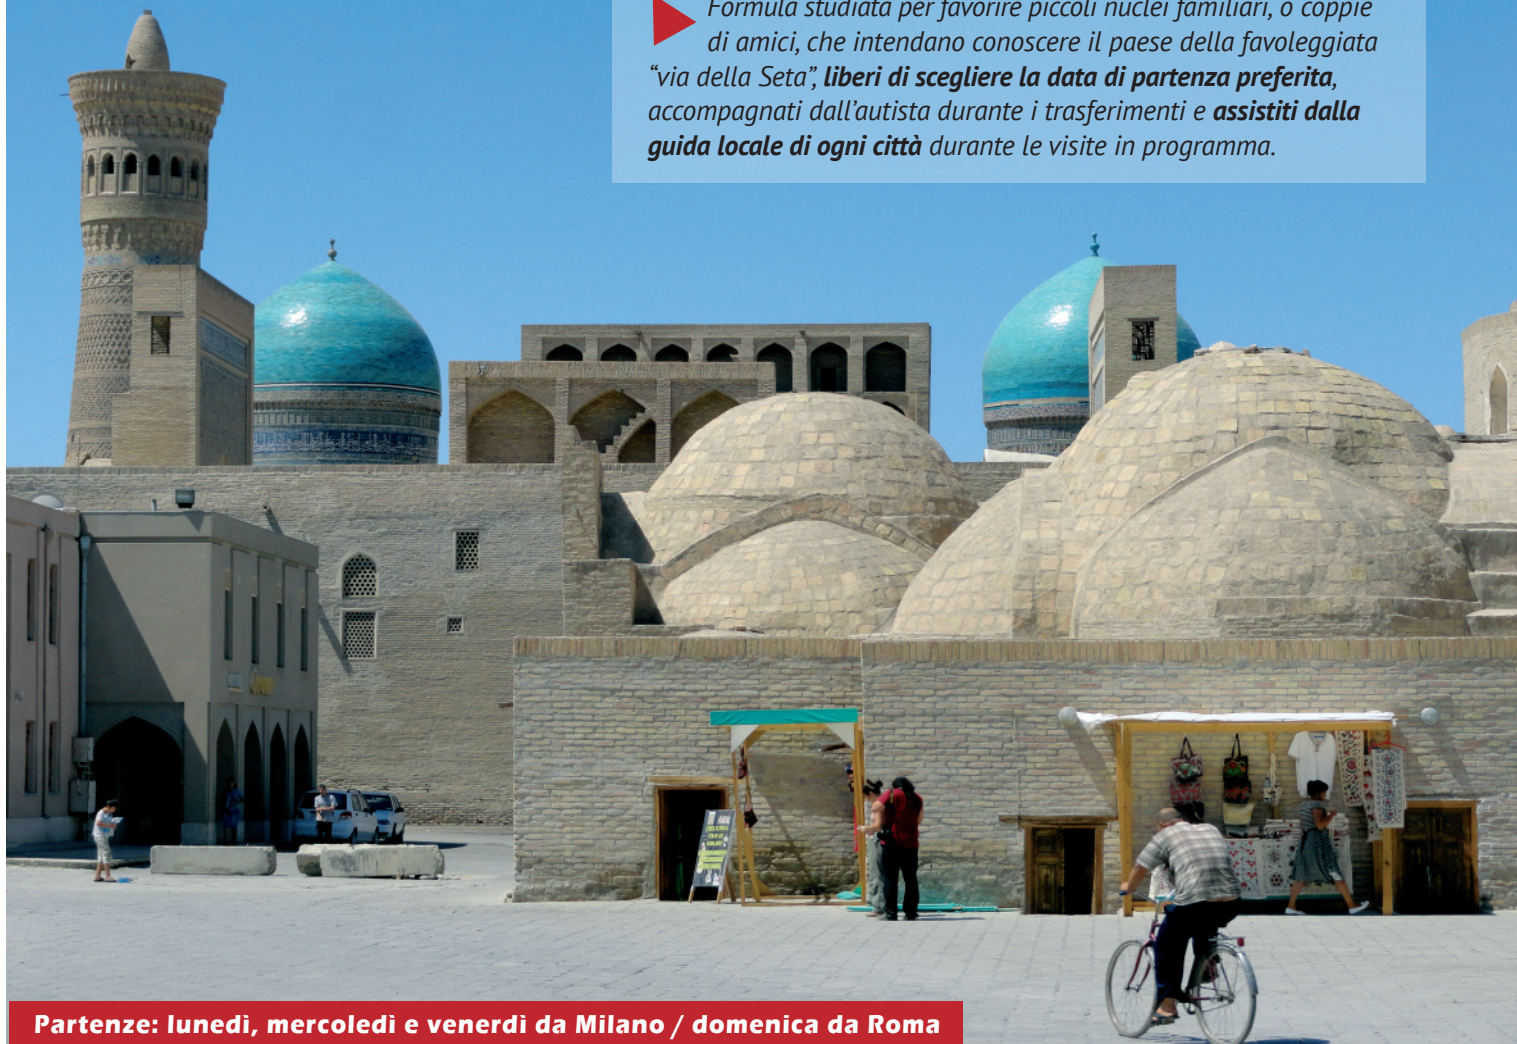 Formula studiata per favorire piccoli nuclei familiari, o coppie
di amici, che intendano conoscere il paese della favoleggiata
“via della Seta”, liberi di scegliere la data di partenza preferita,
accompagnati dall’autista durante i trasferimenti e assistiti dalla
guida locale di ogni città durante le visite in programma.
Partenze: lunedì, mercoledì e venerdì da Milano / domenica da Roma